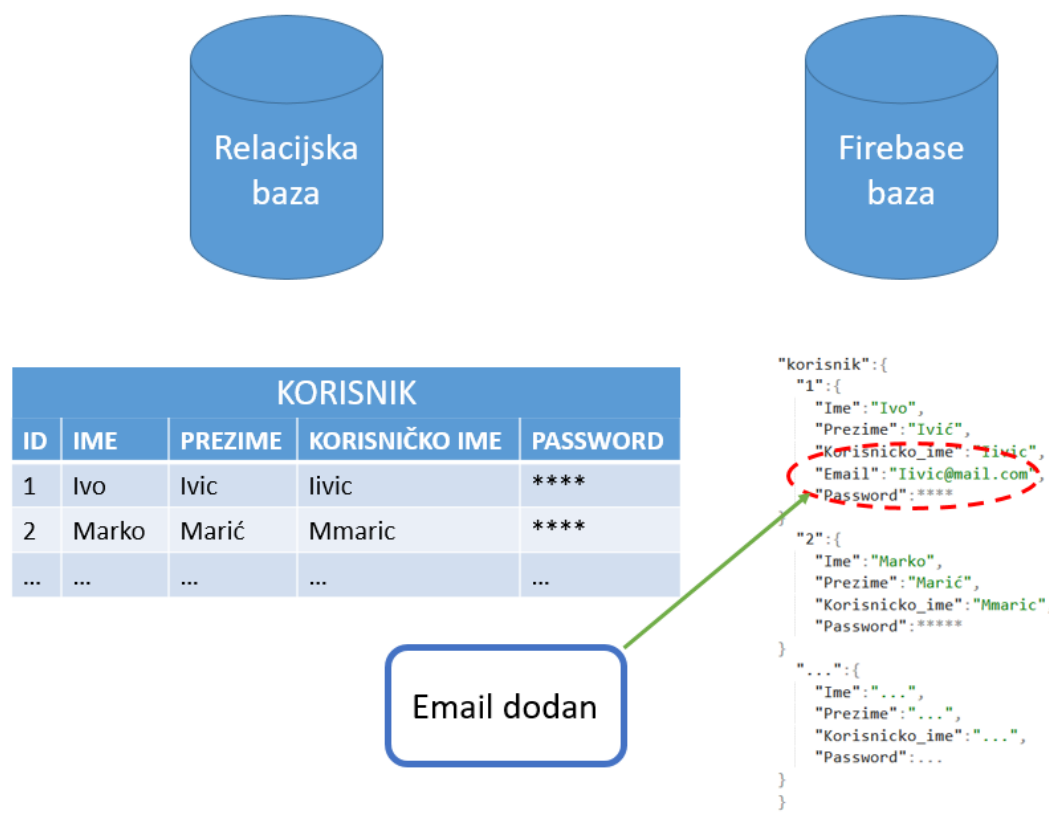 Relacijska
baza
Firebase
baza
KORISNIK
ID IME PREZIME KORISNIČKO IME PASSWORD
1 Ivo Ivic Iivic ****
2 Marko Marić Mmaric ****
... ... ... ... ...
Email dodan
"korisnik":{
"1":{
"Ime":"Ivo",
"Prezime":"Ivić",
"Korisnicko_ime":"Iivic",
"Email":"Iivic@mail.com",
"Password":****
}
"2":{
"Ime":"Marko",
"Prezime":"Marić",
"Korisnicko_ime":"Mmaric",
"Password":*****
}
"...":{
"Ime":"...",
"Prezime":"...",
"Korisnicko_ime":"...",
"Password":...
}
}